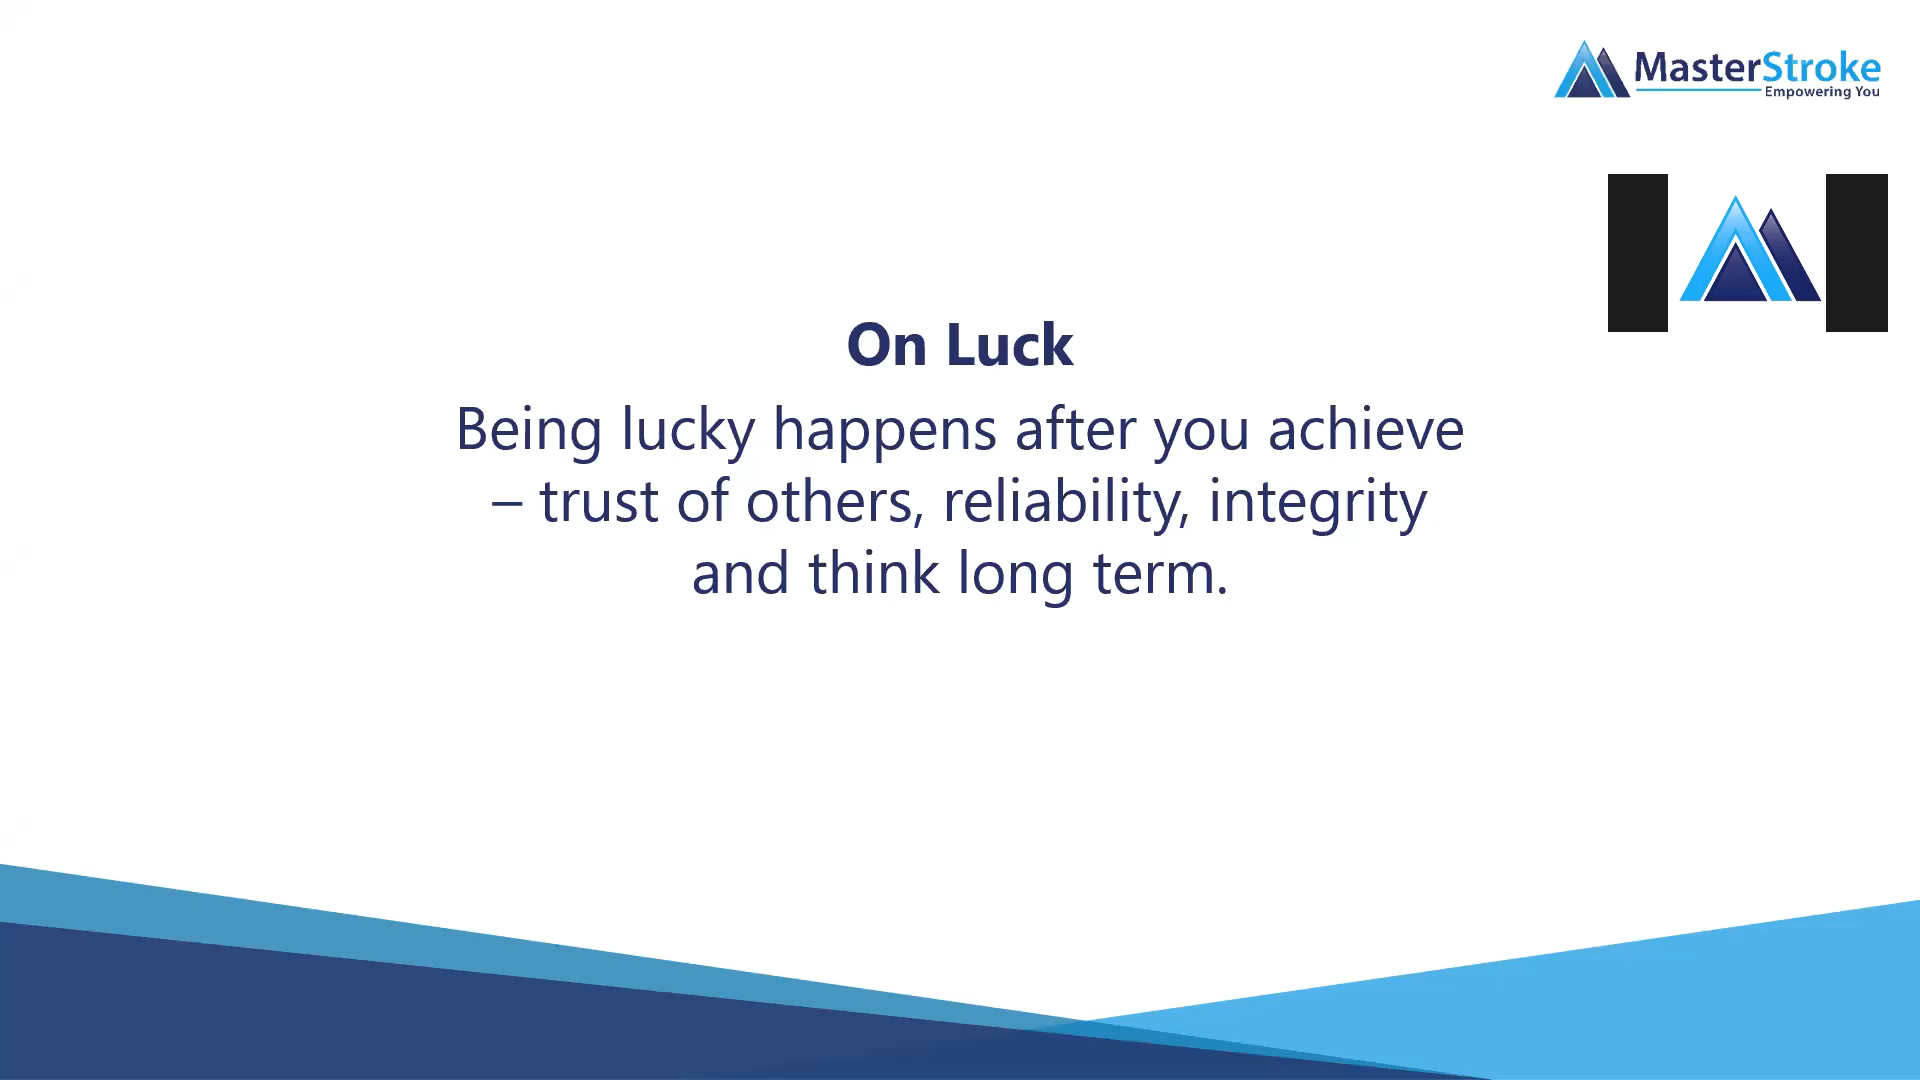 MasterStroke
Empowering You
On Luck
Being lucky happens after you achieve
– trust of others, reliability, integrity
and think long term.